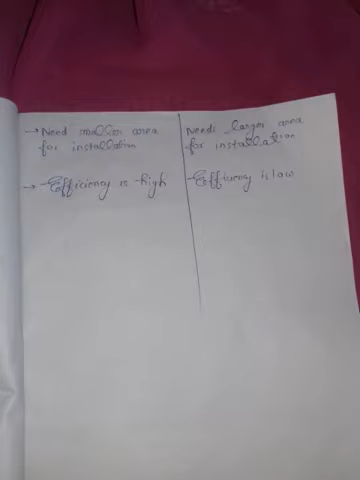 → Need smaller area
for installation
→ Efficiency is high
Needs larger area
for installation
Efficiency is low